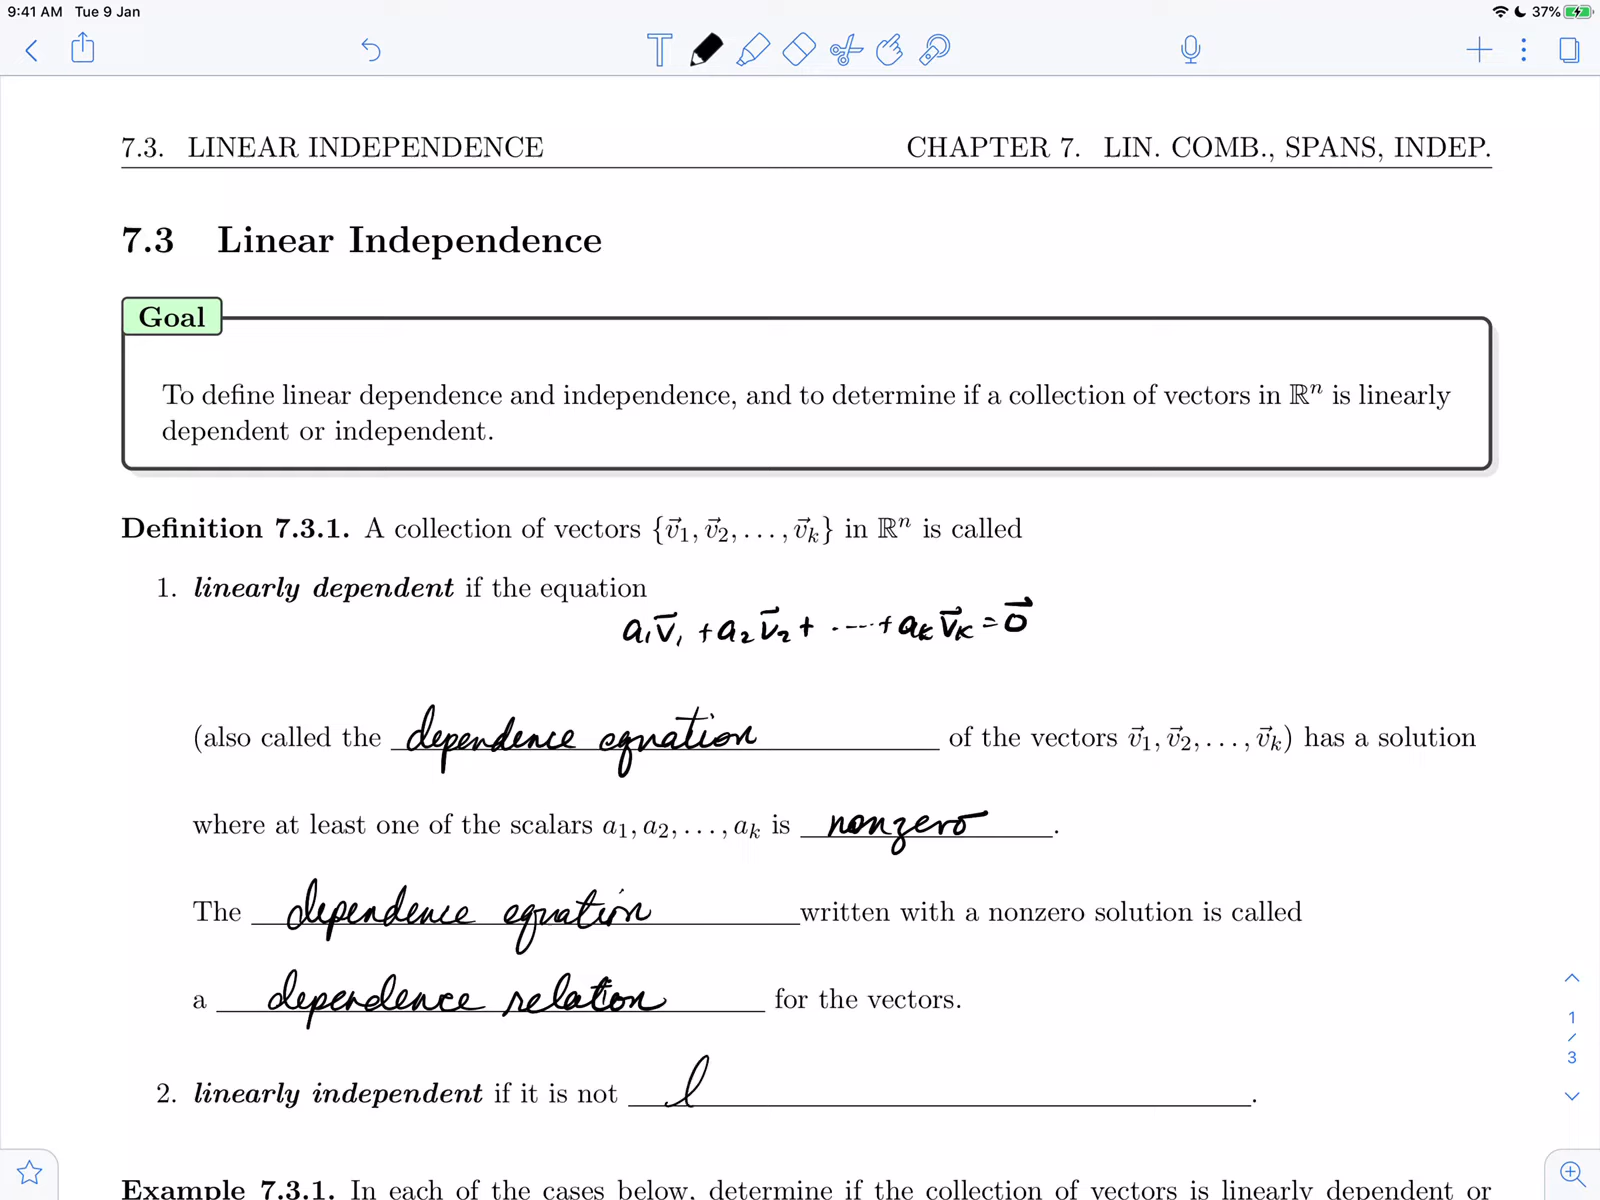 9:41 AM Tue 9 Jan 37%
7.3. LINEAR INDEPENDENCE CHAPTER 7. LIN. COMB., SPANS, INDEP.
7.3 Linear Independence
Goal
To define linear dependence and independence, and to determine if a collection of vectors in ℝⁿ is linearly
dependent or independent.
Definition 7.3.1. A collection of vectors {v⃗₁, v⃗₂, . . . , v⃗ₖ} in ℝⁿ is called
1. linearly dependent if the equation
a₁v⃗₁ + a₂v⃗₂ + ···· + aₖv⃗ₖ = 0⃗
(also called the dependence equation of the vectors v⃗₁, v⃗₂, . . . , v⃗ₖ) has a solution
where at least one of the scalars a₁, a₂, . . . , aₖ is nonzero.
The dependence equation written with a nonzero solution is called
a dependence relation for the vectors.
2. linearly independent if it is not l.
Example 7.3.1. In each of the cases below, determine if the collection of vectors is linearly dependent or
1
/
3